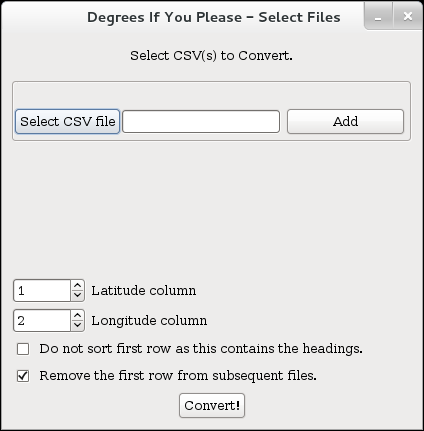 Degrees If You Please - Select Files
Select CSV(s) to Convert.
Select CSV file Add
1 Latitude column
2 Longitude column
Do not sort first row as this contains the headings.
Remove the first row from subsequent files.
Convert!